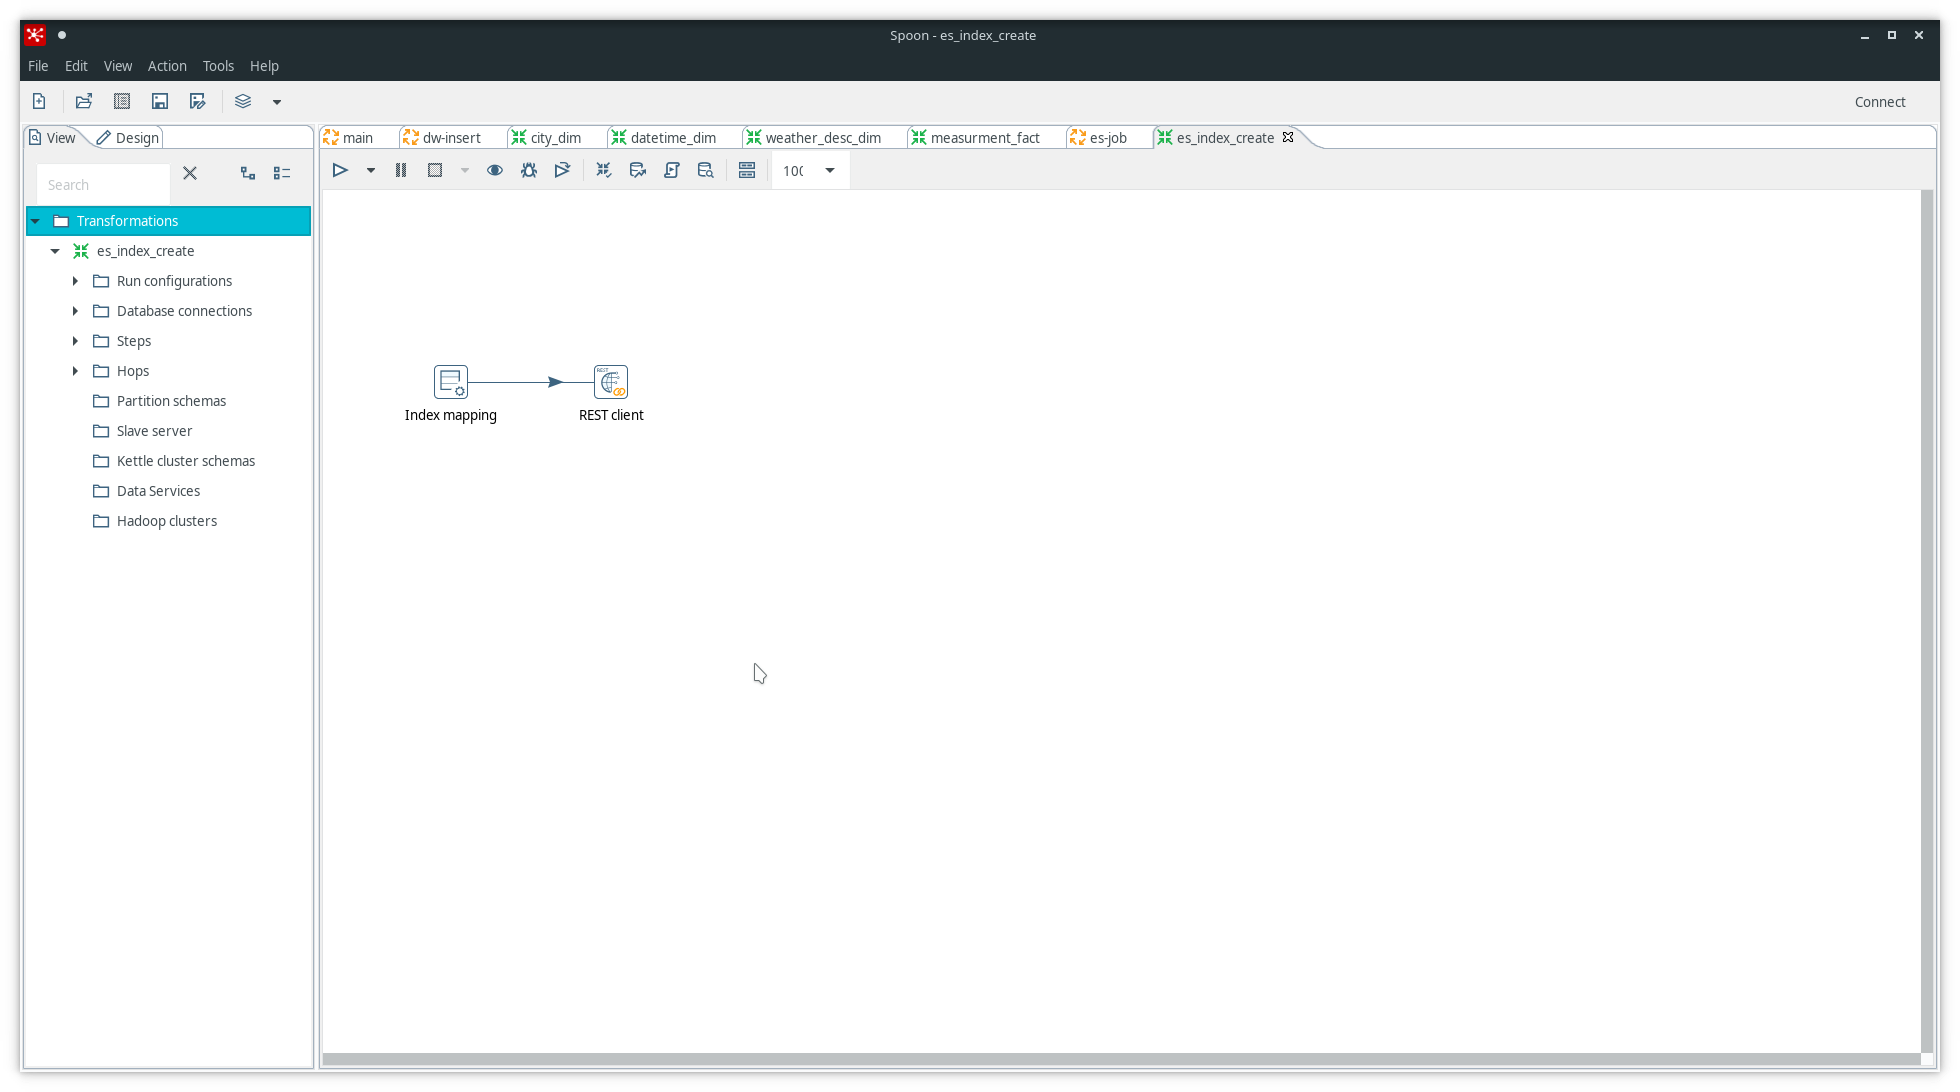 Spoon - es_index_create
File Edit View Action Tools Help
Connect
View Design
main dw-insert city_dim datetime_dim weather_desc_dim measurment_fact es-job es_index_create
Search
100
Transformations
es_index_create
Run configurations
Database connections
Steps
Hops
Partition schemas
Slave server
Kettle cluster schemas
Data Services
Hadoop clusters
REST
Index mapping REST client